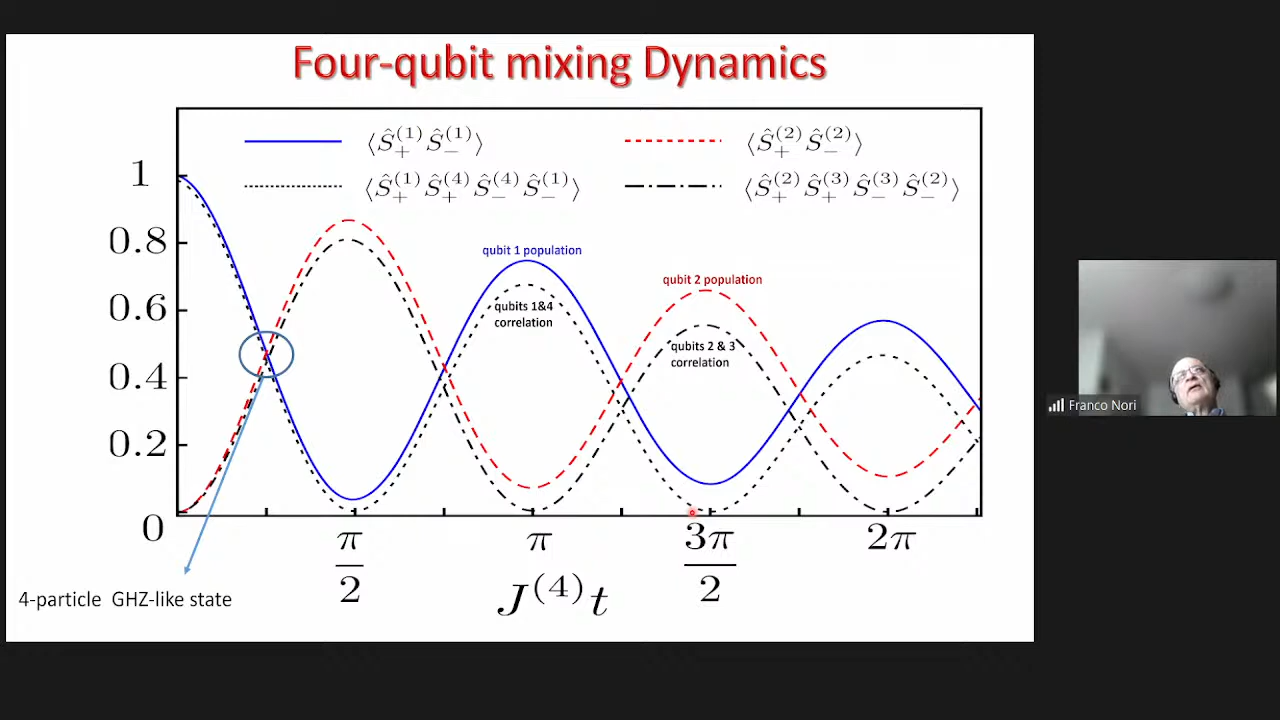 Four-qubit mixing Dynamics
⟨Ŝ₊⁽¹⁾Ŝ₋⁽¹⁾⟩
⟨Ŝ₊⁽²⁾Ŝ₋⁽²⁾⟩
⟨Ŝ₊⁽¹⁾Ŝ₊⁽⁴⁾Ŝ₋⁽⁴⁾Ŝ₋⁽¹⁾⟩
⟨Ŝ₊⁽²⁾Ŝ₊⁽³⁾Ŝ₋⁽³⁾Ŝ₋⁽²⁾⟩
1
0.8
0.6
0.4
0.2
0
qubit 1 population
qubits 1&4
correlation
qubit 2 population
qubits 2 & 3
correlation
π/2
π
3π/2
2π
J⁽⁴⁾t
4-particle GHZ-like state
Franco Nori